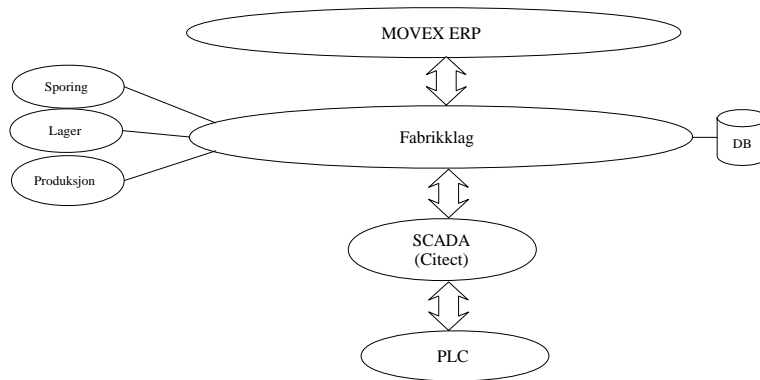 MOVEX ERP
Sporing
Lager
Fabrikklag
DB
Produksjon
SCADA
(Citect)
PLC